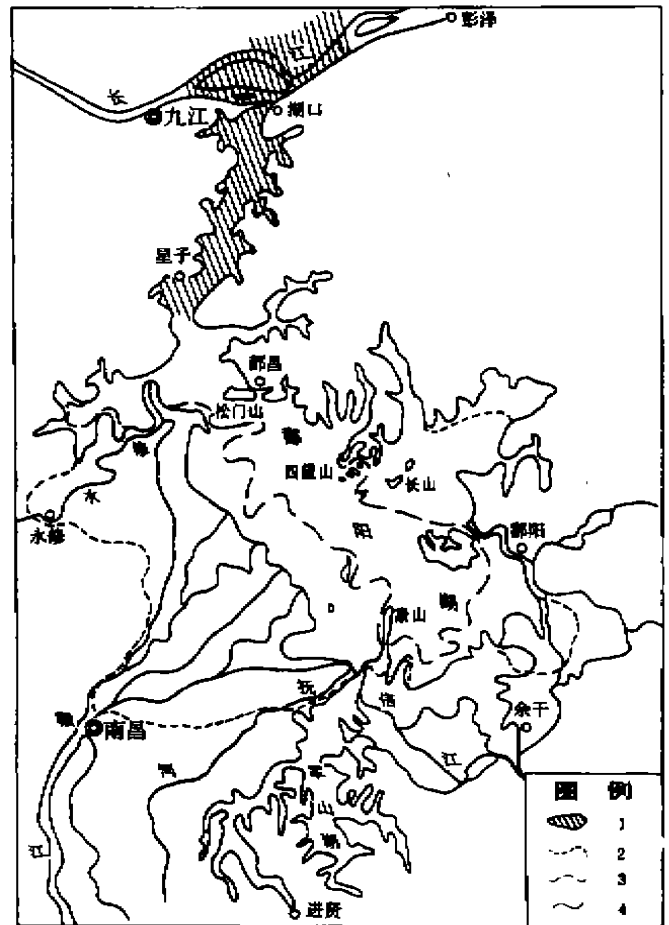 彭泽
长
江
九江
湖口
星子
都昌
松门山
鄱
四望山
长山
修
水
永修
阳
鄱阳
湖
康山
赣
南昌
抚
信
余干
河
江
军
山
湖
江
进贤
图 例
1
2
3
4